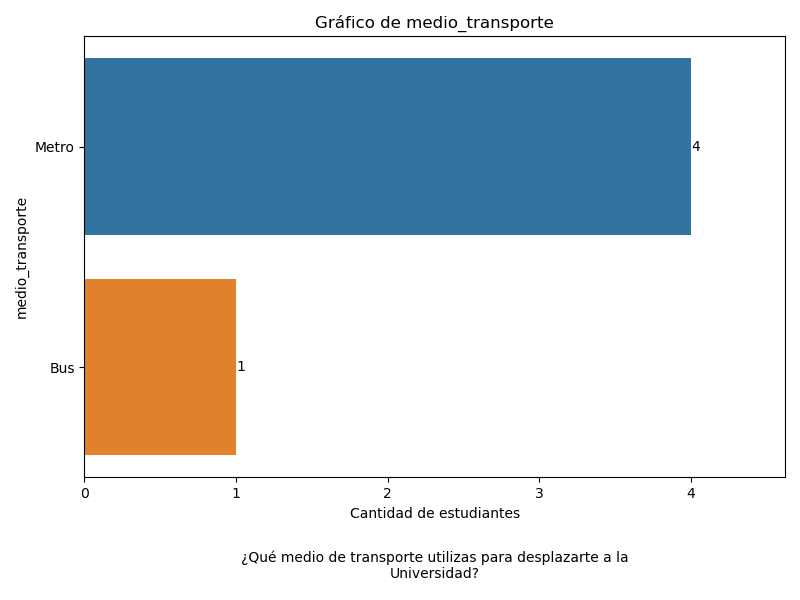 Gráfico de medio_transporte
medio_transporte
Metro
4
Bus
1
0 1 2 3 4
Cantidad de estudiantes
¿Qué medio de transporte utilizas para desplazarte a la
Universidad?